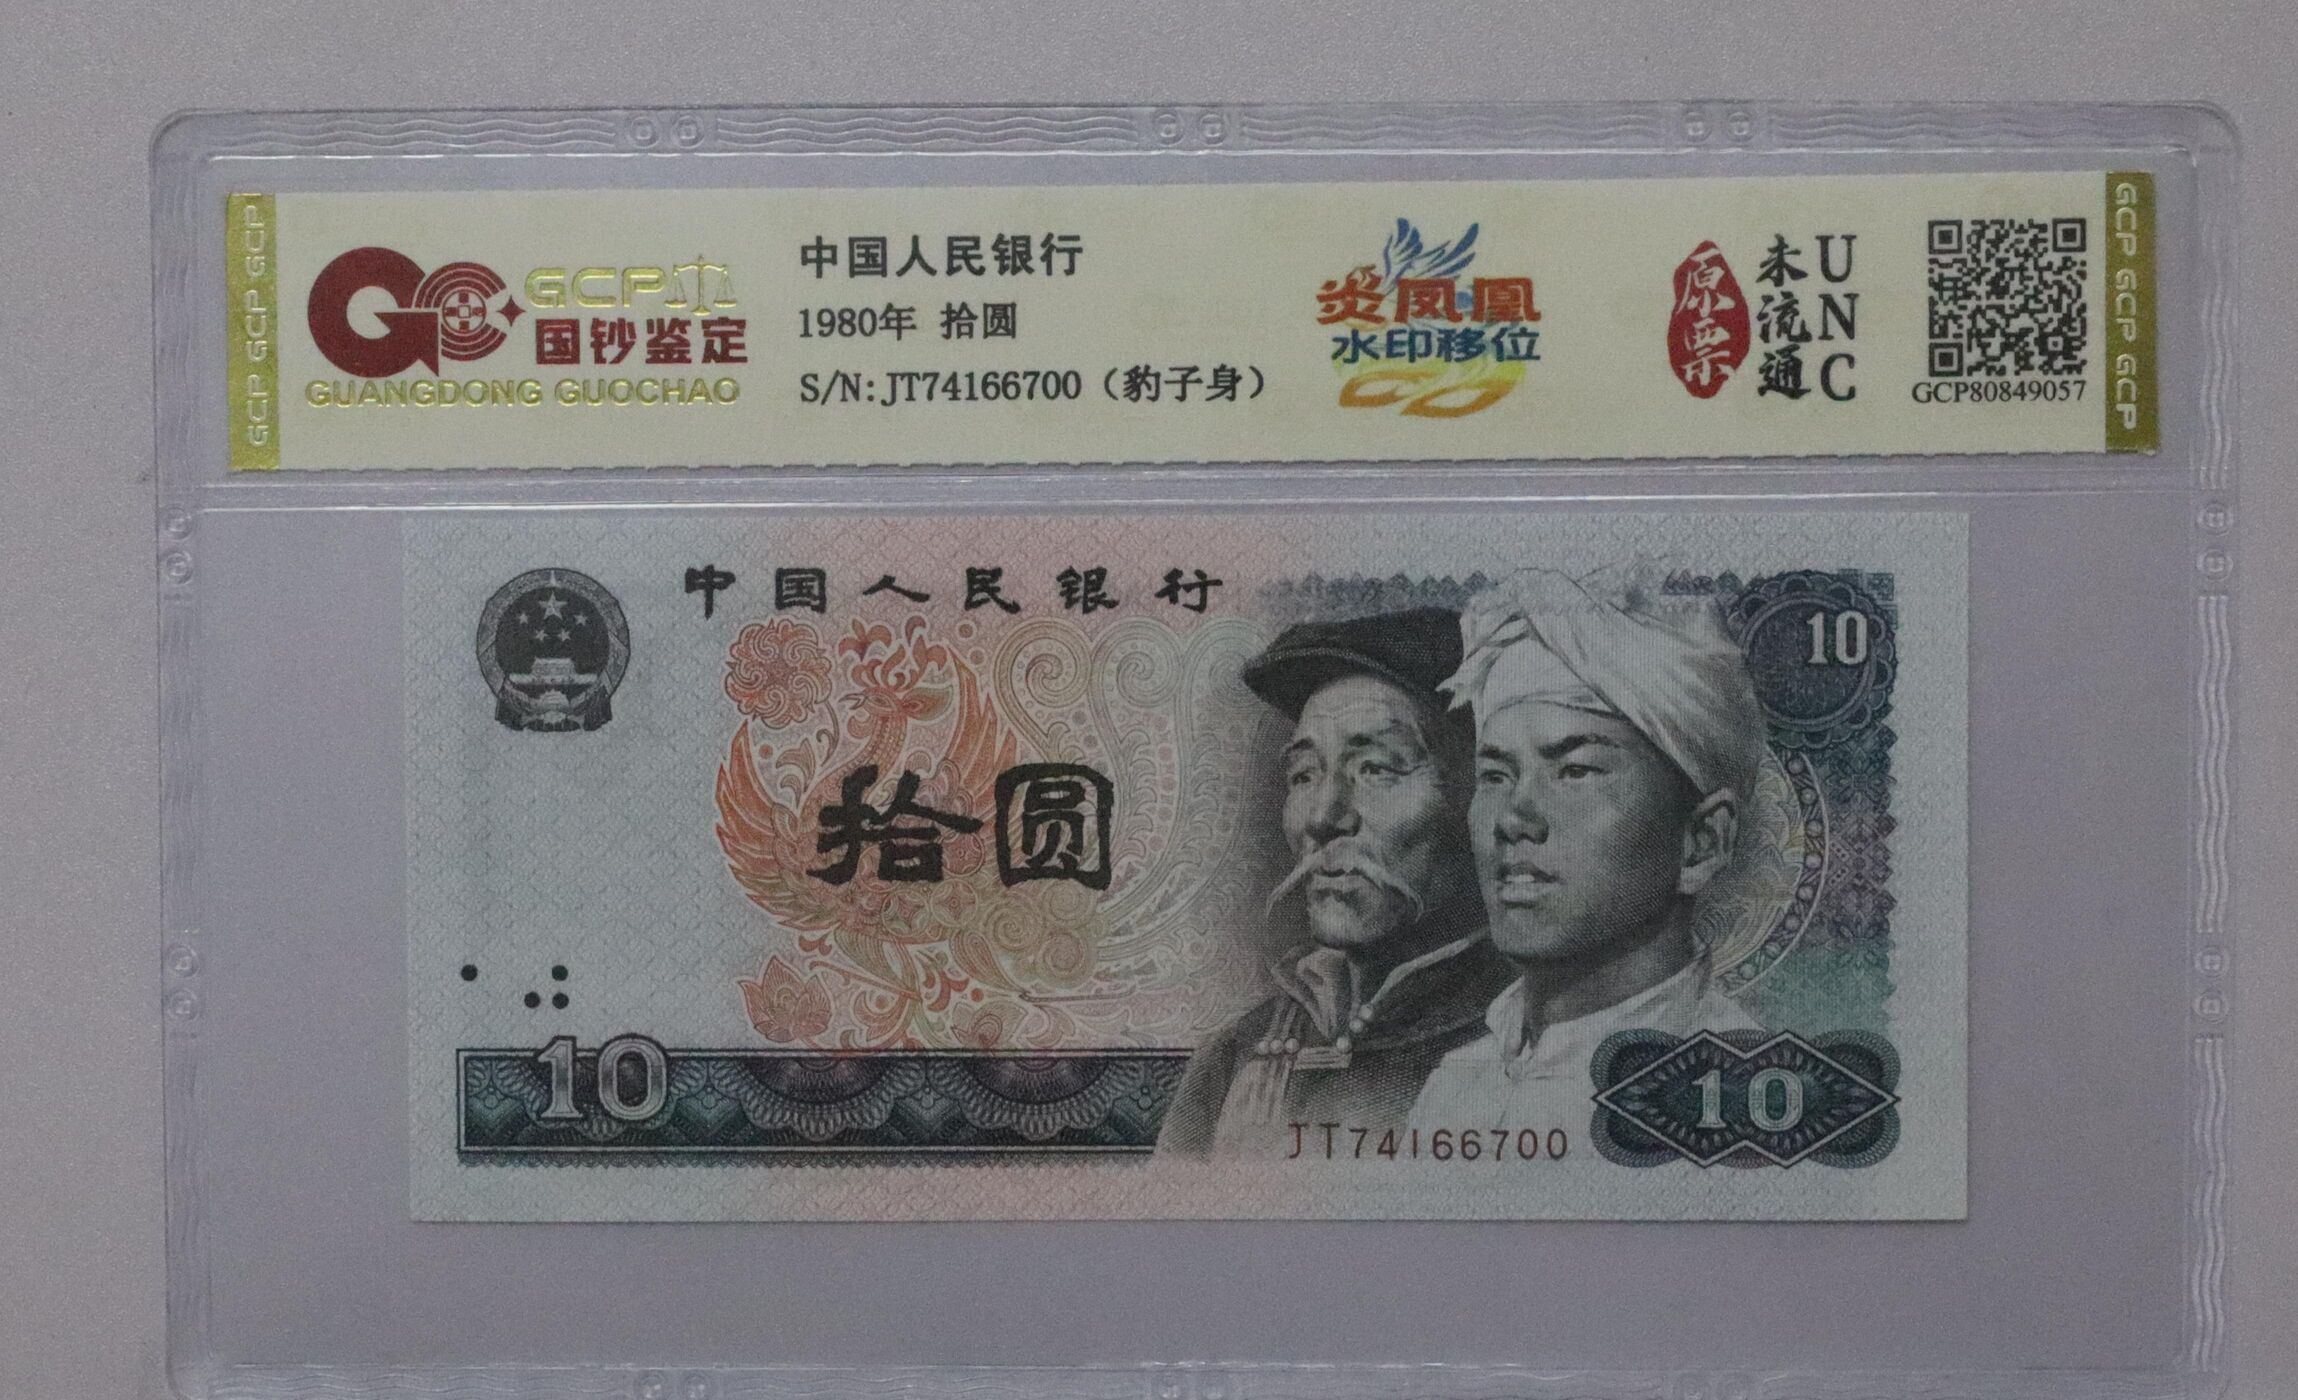 GCP GCP GCP GCP
GCP
国钞鉴定
GUANGDONG GUOCHAO
中国人民银行
1980年 拾圆
S/N:JT74166700（豹子身）
炎凤凰
水印移位
原票
未流通
UNC
GCP80849057
GCP GCP GCP GCP
中国人民银行
10
拾圆
10
10
JT74166700